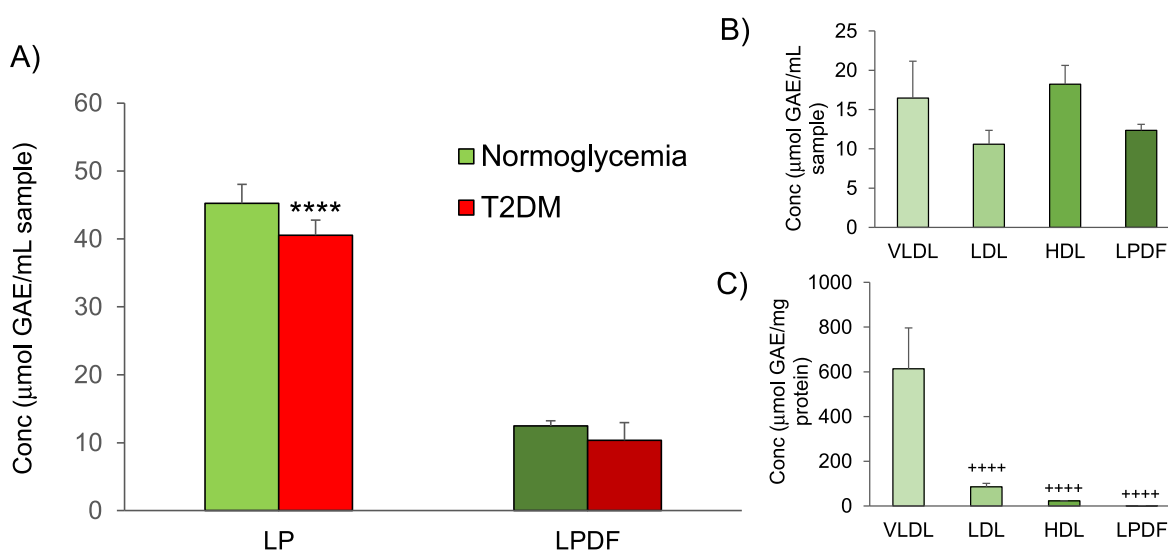 A)
Conc (μmol GAE/mL sample)
60
50
40
30
20
10
0
****
Normoglycemia
T2DM
LP
LPDF
B)
Conc (μmol GAE/mL
sample)
25
20
15
10
5
0
VLDL
LDL
HDL
LPDF
C)
Conc (μmol GAE/mg
protein)
1000
800
600
400
200
0
++++
++++
++++
VLDL
LDL
HDL
LPDF